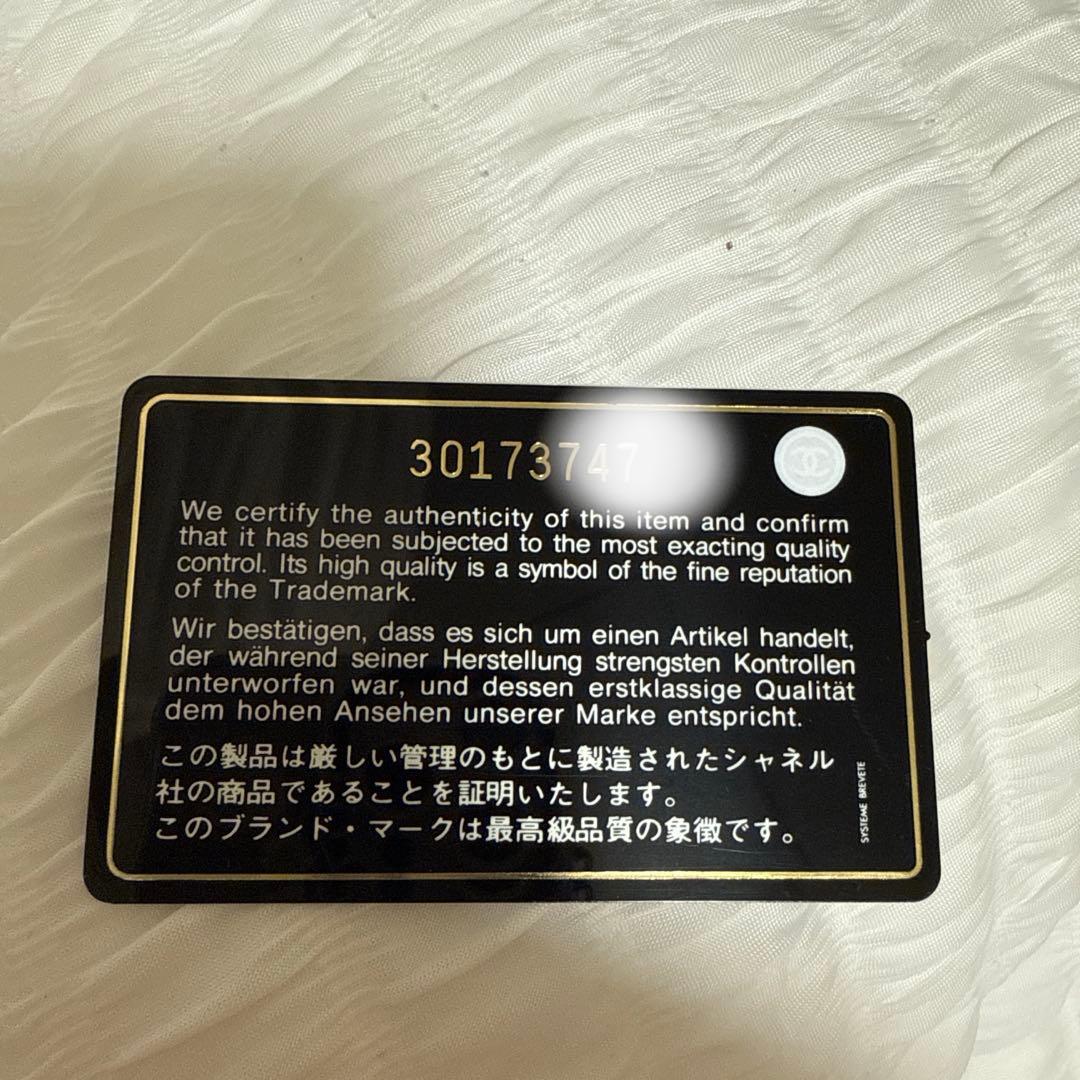 30173747
We certify the authenticity of this item and confirm
that it has been subjected to the most exacting quality
control. Its high quality is a symbol of the fine reputation
of the Trademark.
Wir bestätigen, dass es sich um einen Artikel handelt,
der während seiner Herstellung strengsten Kontrollen
unterworfen war, und dessen erstklassige Qualität
dem hohen Ansehen unserer Marke entspricht.
この製品は厳しい管理のもとに製造されたシャネル
社の商品であることを証明いたします。
このブランド・マークは最高級品質の象徴です。
SYSTEME BREVETE